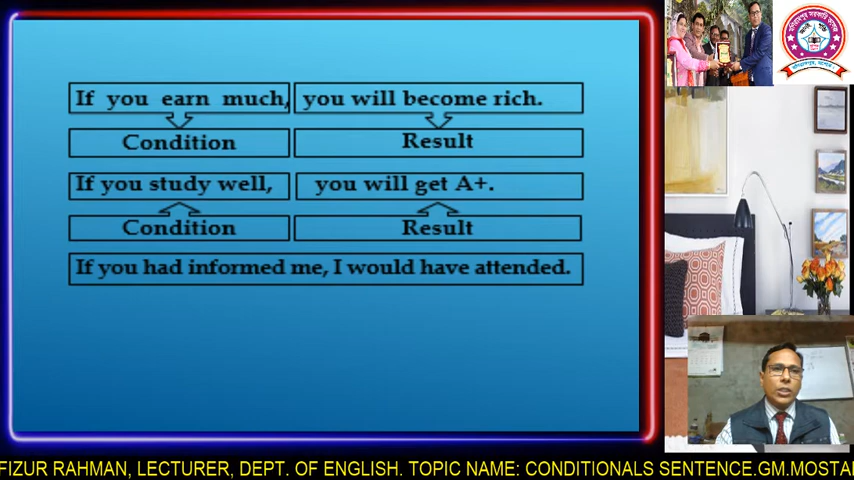 If you earn much, you will become rich.
Condition Result
If you study well, you will get A+.
Condition Result
If you had informed me, I would have attended.
FIZUR RAHMAN, LECTURER, DEPT. OF ENGLISH. TOPIC NAME: CONDITIONALS SENTENCE.GM.MOSTA